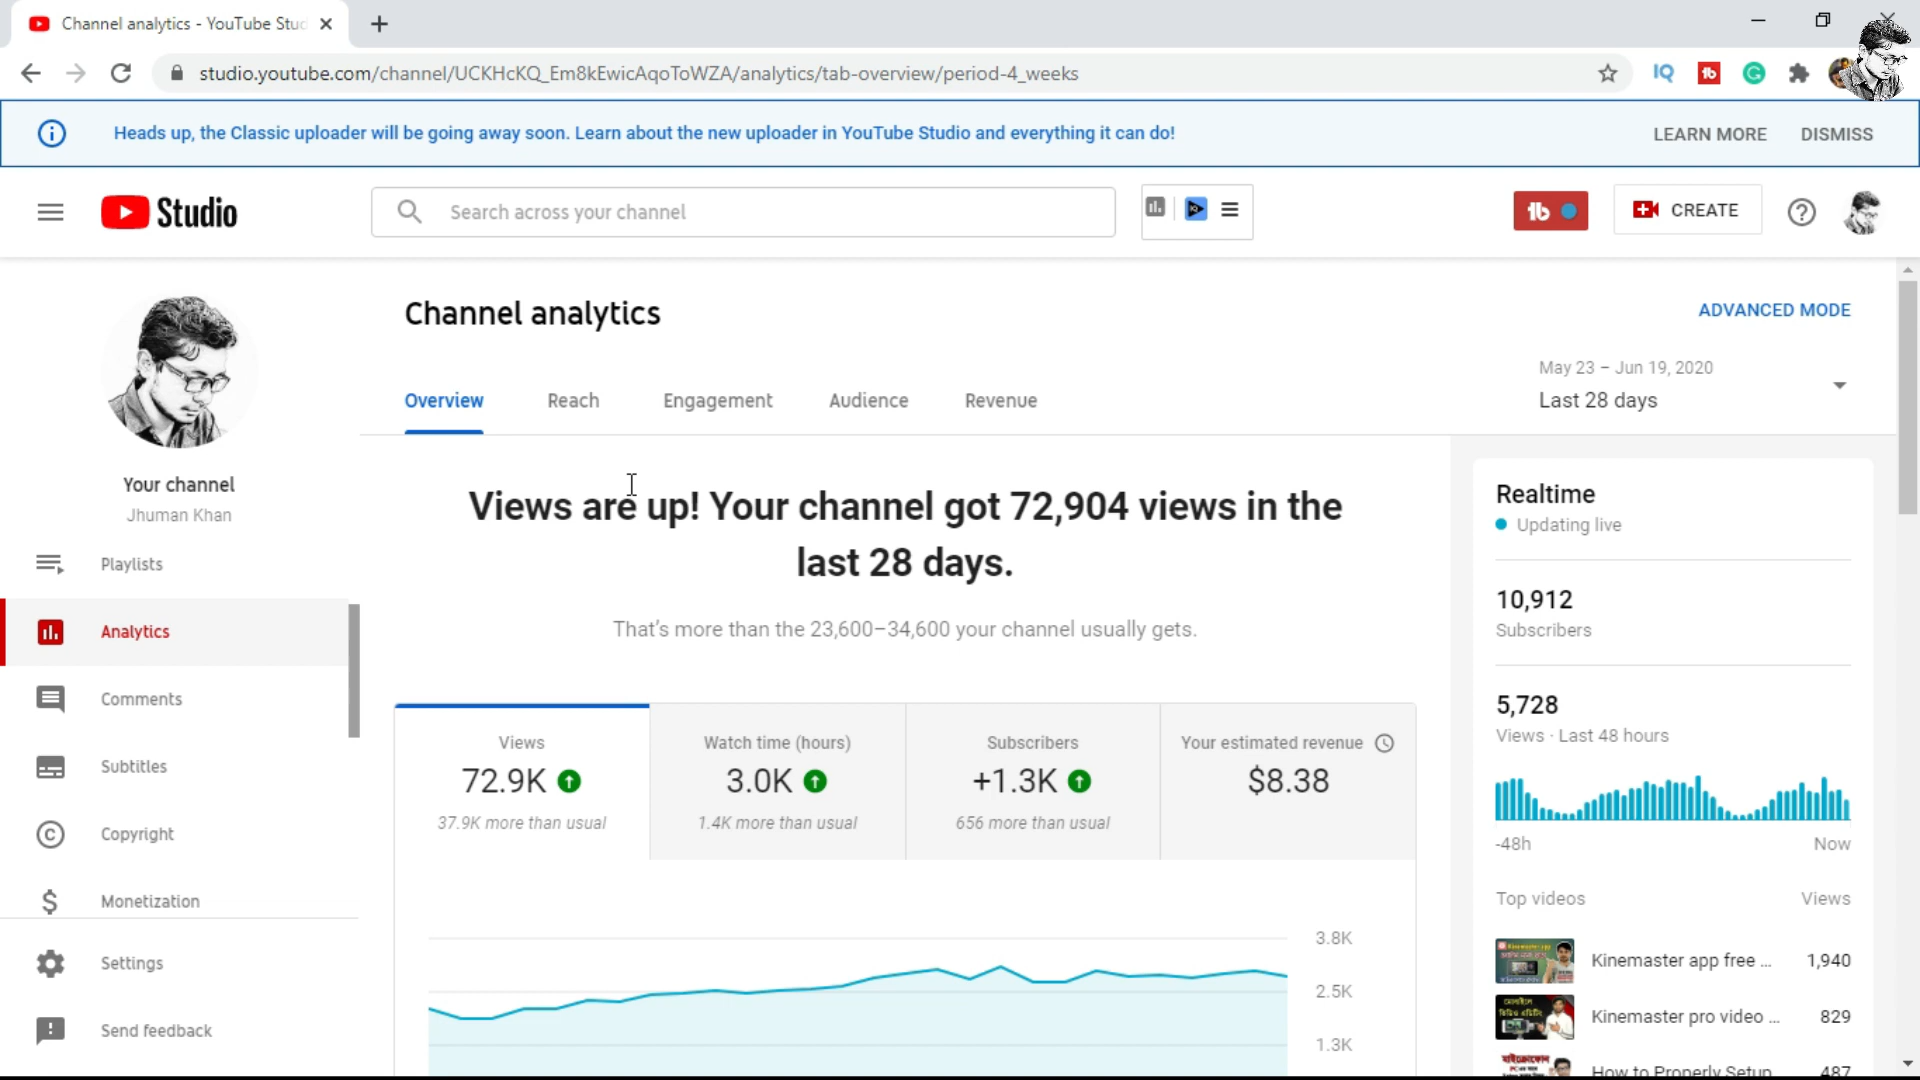 Channel analytics - YouTube Stud
studio.youtube.com/channel/UCKHcKQ_Em8kEwicAqoToWZA/analytics/tab-overview/period-4_weeks
IQ
tb
G
Heads up, the Classic uploader will be going away soon. Learn about the new uploader in YouTube Studio and everything it can do!
LEARN MORE
DISMISS
Studio
Search across your channel
tb
CREATE
Your channel
Jhuman Khan
Playlists
Analytics
Comments
Subtitles
Copyright
Monetization
Settings
Send feedback
Channel analytics
ADVANCED MODE
Overview
Reach
Engagement
Audience
Revenue
May 23 – Jun 19, 2020
Last 28 days
Views are up! Your channel got 72,904 views in the
last 28 days.
That's more than the 23,600–34,600 your channel usually gets.
Views
72.9K
37.9K more than usual
Watch time (hours)
3.0K
1.4K more than usual
Subscribers
+1.3K
656 more than usual
Your estimated revenue
$8.38
3.8K
2.5K
1.3K
Realtime
Updating live
10,912
Subscribers
5,728
Views · Last 48 hours
-48h
Now
Top videos
Views
Kinemaster app free ...
1,940
Kinemaster pro video ...
829
How to Properly Setup
487